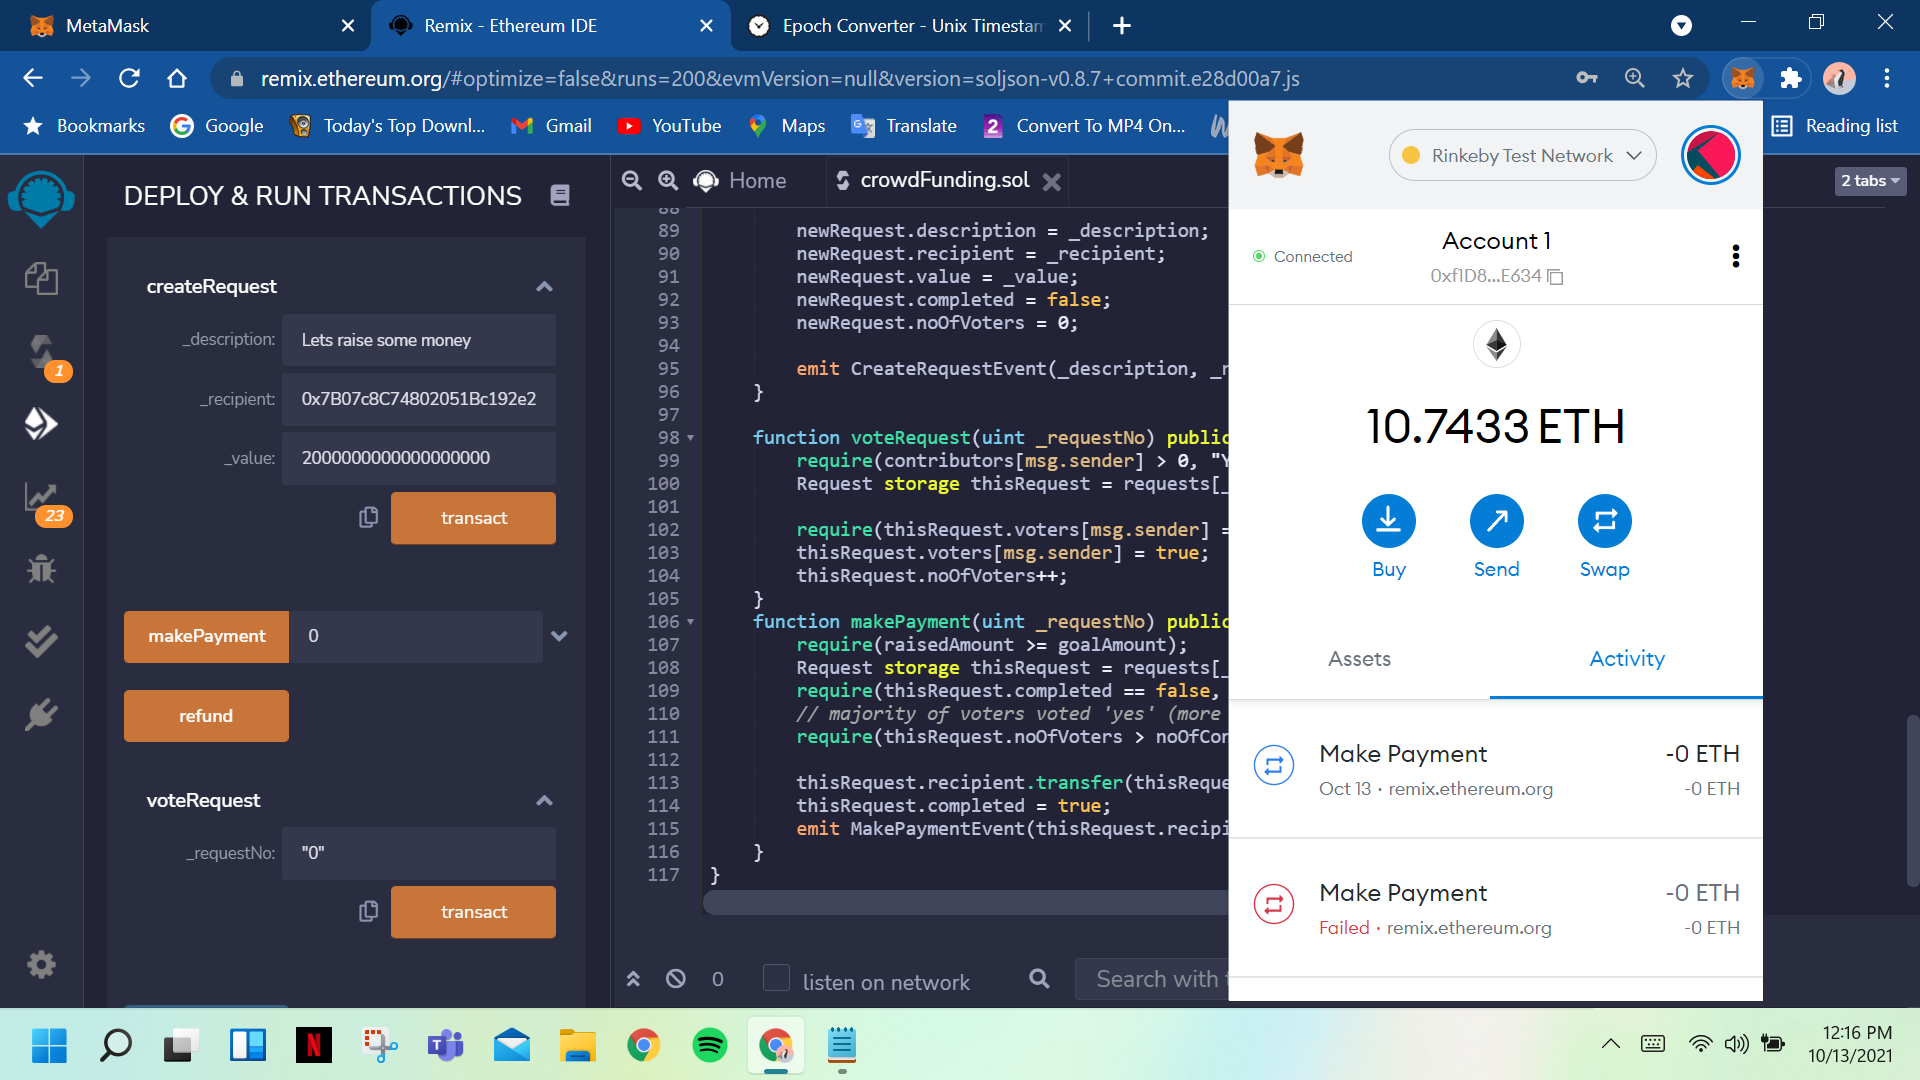 MetaMask
Remix - Ethereum IDE
Epoch Converter - Unix Timestam
remix.ethereum.org/#optimize=false&runs=200&evmVersion=null&version=soljson-v0.8.7+commit.e28d00a7.js
Bookmarks
Google
Today's Top Downl...
Gmail
YouTube
Maps
Translate
2
Convert To MP4 On...
Reading list
DEPLOY & RUN TRANSACTIONS
createRequest
_description:
Lets raise some money
_recipient:
0x7B07c8C74802051Bc192e2
_value:
2000000000000000000
transact
makePayment
0
refund
voteRequest
_requestNo:
"0"
transact
1
23
Home
crowdFunding.sol
2 tabs
88
89 newRequest.description = _description;
90 newRequest.recipient = _recipient;
91 newRequest.value = _value;
92 newRequest.completed = false;
93 newRequest.noOfVoters = 0;
94
95 emit CreateRequestEvent(_description, _r
96 }
97
98 function voteRequest(uint _requestNo) public
99 require(contributors[msg.sender] > 0, "Y
100 Request storage thisRequest = requests[_
101
102 require(thisRequest.voters[msg.sender] =
103 thisRequest.voters[msg.sender] = true;
104 thisRequest.noOfVoters++;
105 }
106 function makePayment(uint _requestNo) public
107 require(raisedAmount >= goalAmount);
108 Request storage thisRequest = requests[_
109 require(thisRequest.completed == false,
110 // majority of voters voted 'yes' (more
111 require(thisRequest.noOfVoters > noOfCon
112
113 thisRequest.recipient.transfer(thisReque
114 thisRequest.completed = true;
115 emit MakePaymentEvent(thisRequest.recipi
116 }
117 }
0
listen on network
Search with t
Rinkeby Test Network
Connected
Account 1
0xf1D8...E634
10.7433 ETH
Buy
Send
Swap
Assets
Activity
Make Payment
-0 ETH
Oct 13 · remix.ethereum.org
-0 ETH
Make Payment
-0 ETH
Failed · remix.ethereum.org
-0 ETH
12:16 PM
10/13/2021